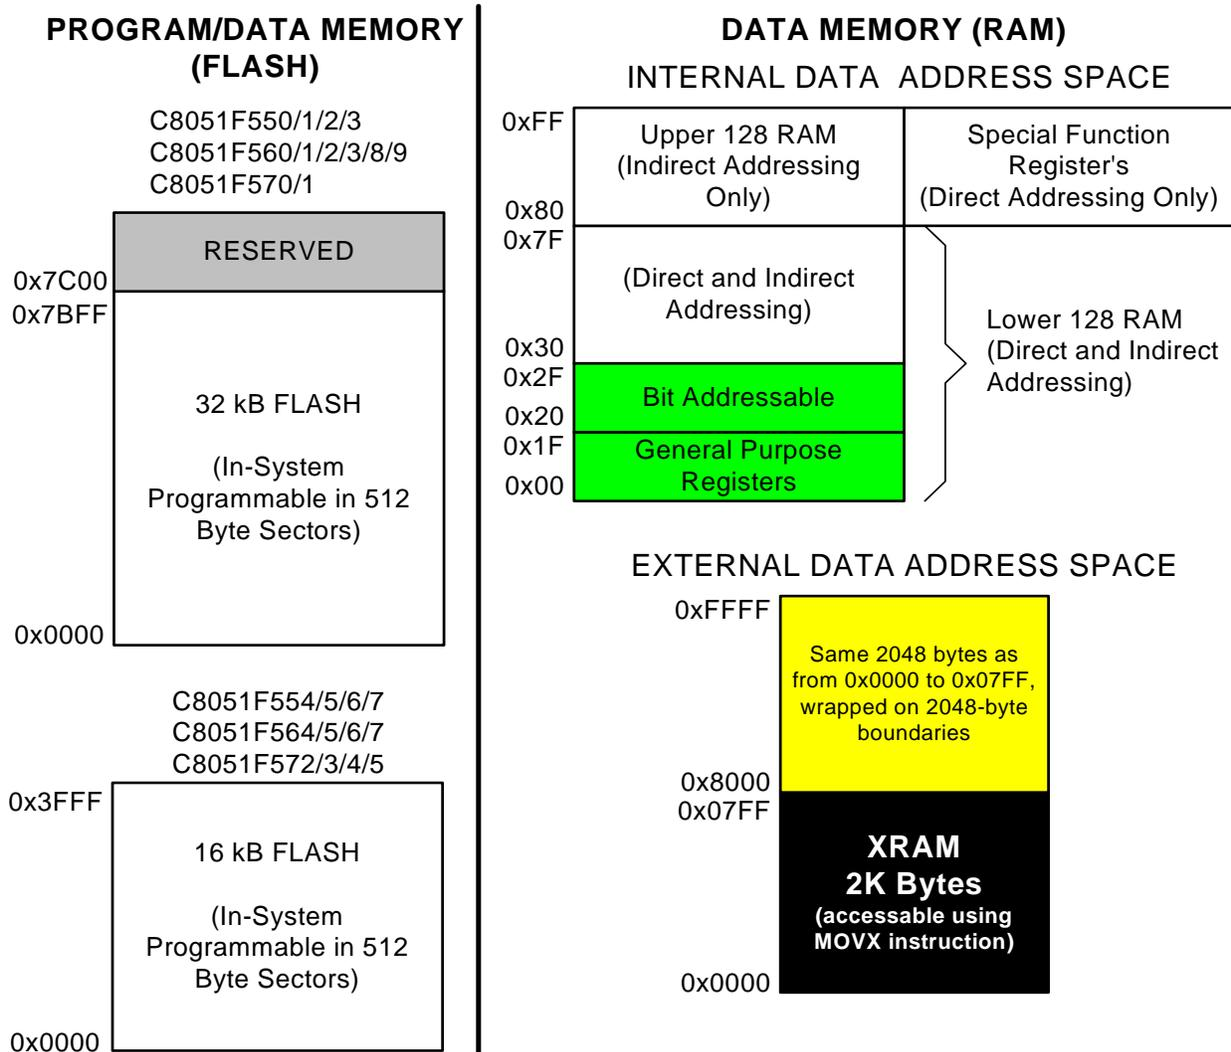 PROGRAM/DATA MEMORY
(FLASH)
C8051F550/1/2/3
C8051F560/1/2/3/8/9
C8051F570/1
RESERVED
0x7C00
0x7BFF
32 kB FLASH
(In-System
Programmable in 512
Byte Sectors)
0x0000
C8051F554/5/6/7
C8051F564/5/6/7
C8051F572/3/4/5
0x3FFF
16 kB FLASH
(In-System
Programmable in 512
Byte Sectors)
0x0000
DATA MEMORY (RAM)
INTERNAL DATA ADDRESS SPACE
0xFF
Upper 128 RAM
(Indirect Addressing
Only)
Special Function
Register's
(Direct Addressing Only)
0x80
0x7F
(Direct and Indirect
Addressing)
Lower 128 RAM
(Direct and Indirect
Addressing)
0x30
0x2F
Bit Addressable
0x20
0x1F
General Purpose
Registers
0x00
EXTERNAL DATA ADDRESS SPACE
0xFFFF
Same 2048 bytes as
from 0x0000 to 0x07FF,
wrapped on 2048-byte
boundaries
0x8000
0x07FF
XRAM
2K Bytes
(accessable using
MOVX instruction)
0x0000